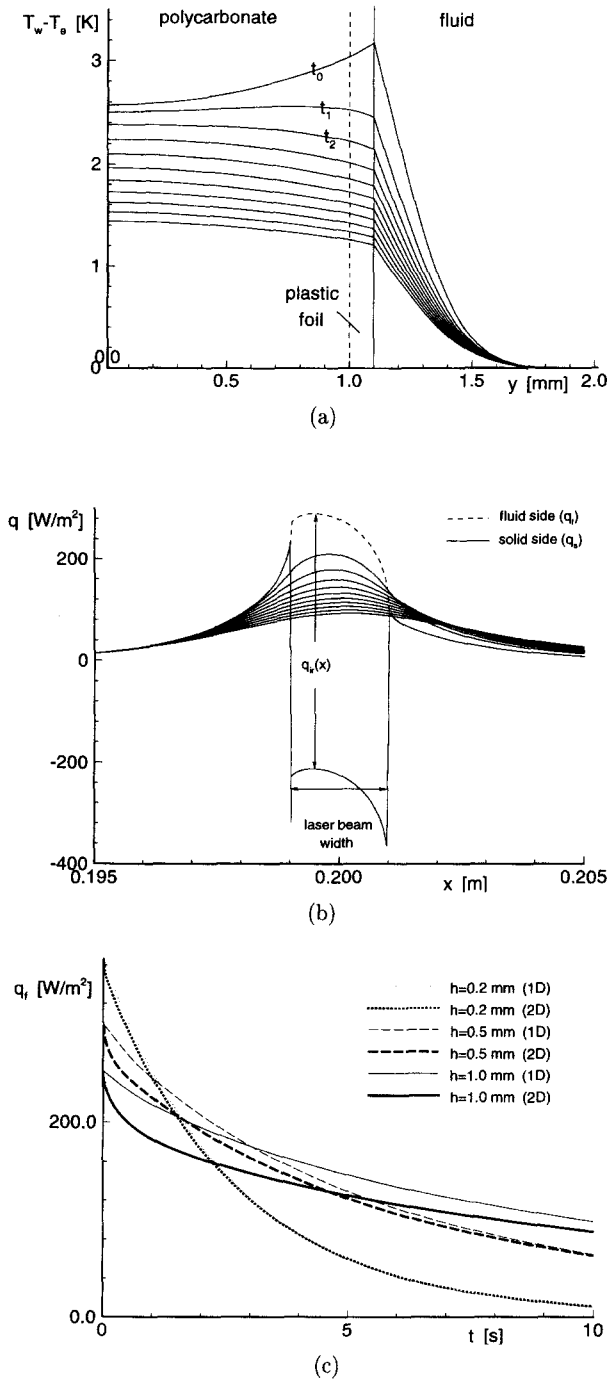 T_w-T_e [K]
polycarbonate
fluid
3
t_0
t_1
t_2
2
1
plastic
foil
0.0
0
0.5
1.0
1.5
2.0
y [mm]
(a)
q [W/m²]
fluid side (q_f)
solid side (q_s)
200
0
q_ir(x)
-200
laser beam
width
-400
0.195
0.200
x [m]
0.205
(b)
q_f [W/m²]
h=0.2 mm (1D)
h=0.2 mm (2D)
h=0.5 mm (1D)
h=0.5 mm (2D)
h=1.0 mm (1D)
h=1.0 mm (2D)
200.0
0.0
0
5
t [s]
10
(c)